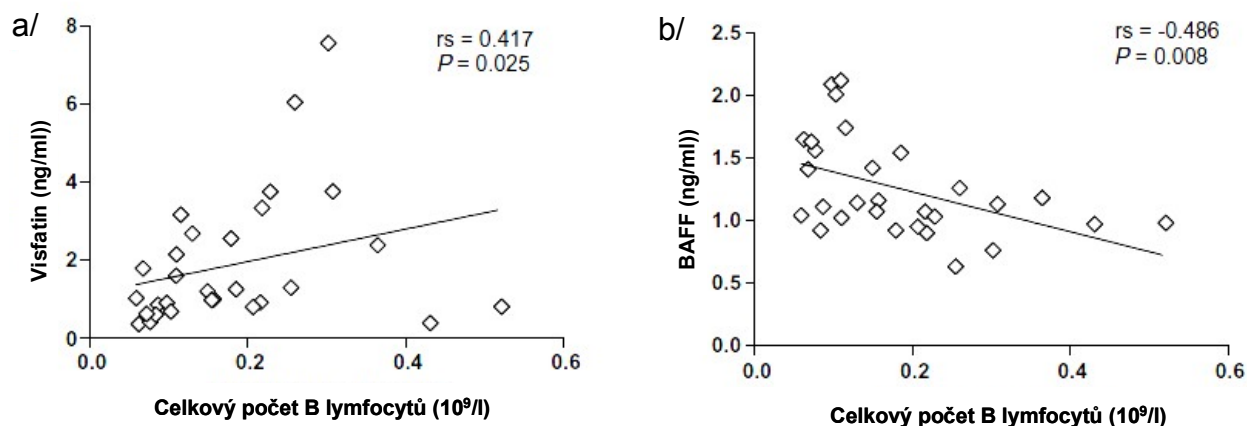 a/
rs = 0.417
P = 0.025
8
6
4
2
0
Visfatin (ng/ml))
0.0 0.2 0.4 0.6
Celkový počet B lymfocytů (10⁹/l)
b/
rs = -0.486
P = 0.008
2.5
2.0
1.5
1.0
0.5
0.0
BAFF (ng/ml))
0.0 0.2 0.4 0.6
Celkový počet B lymfocytů (10⁹/l)